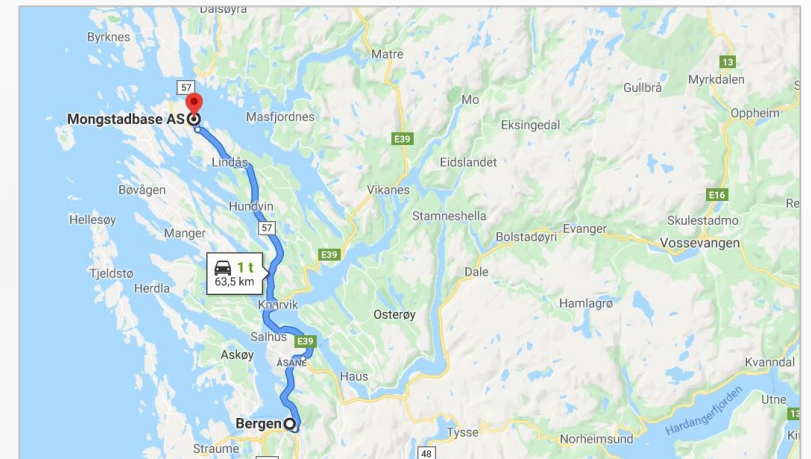 Dalsøyra
Byrknes
Matre
13
Myrkdalen
57
Gullbrå
Mongstadbase AS
Masfjordnes
Mo
Oppheim
Eksingedal
E39
Lindås
Eidslandet
Bøvågen
Vikanes
E16
Hundvin
Hellesøy
Stamneshella
Skulestadmo
57
Manger
Evanger
Bolstadøyri
Vossevangen
E39
1 t
63,5 km
Tjeldstø
Dale
Herdla
Knarvik
Hamlagrø
Osterøy
Salhus
E39
Askøy
ÅSANE
Kvanndal
Haus
Utne
Hardangerfjorden
13
Bergen
Tysse
Norheimsund
Straume
48